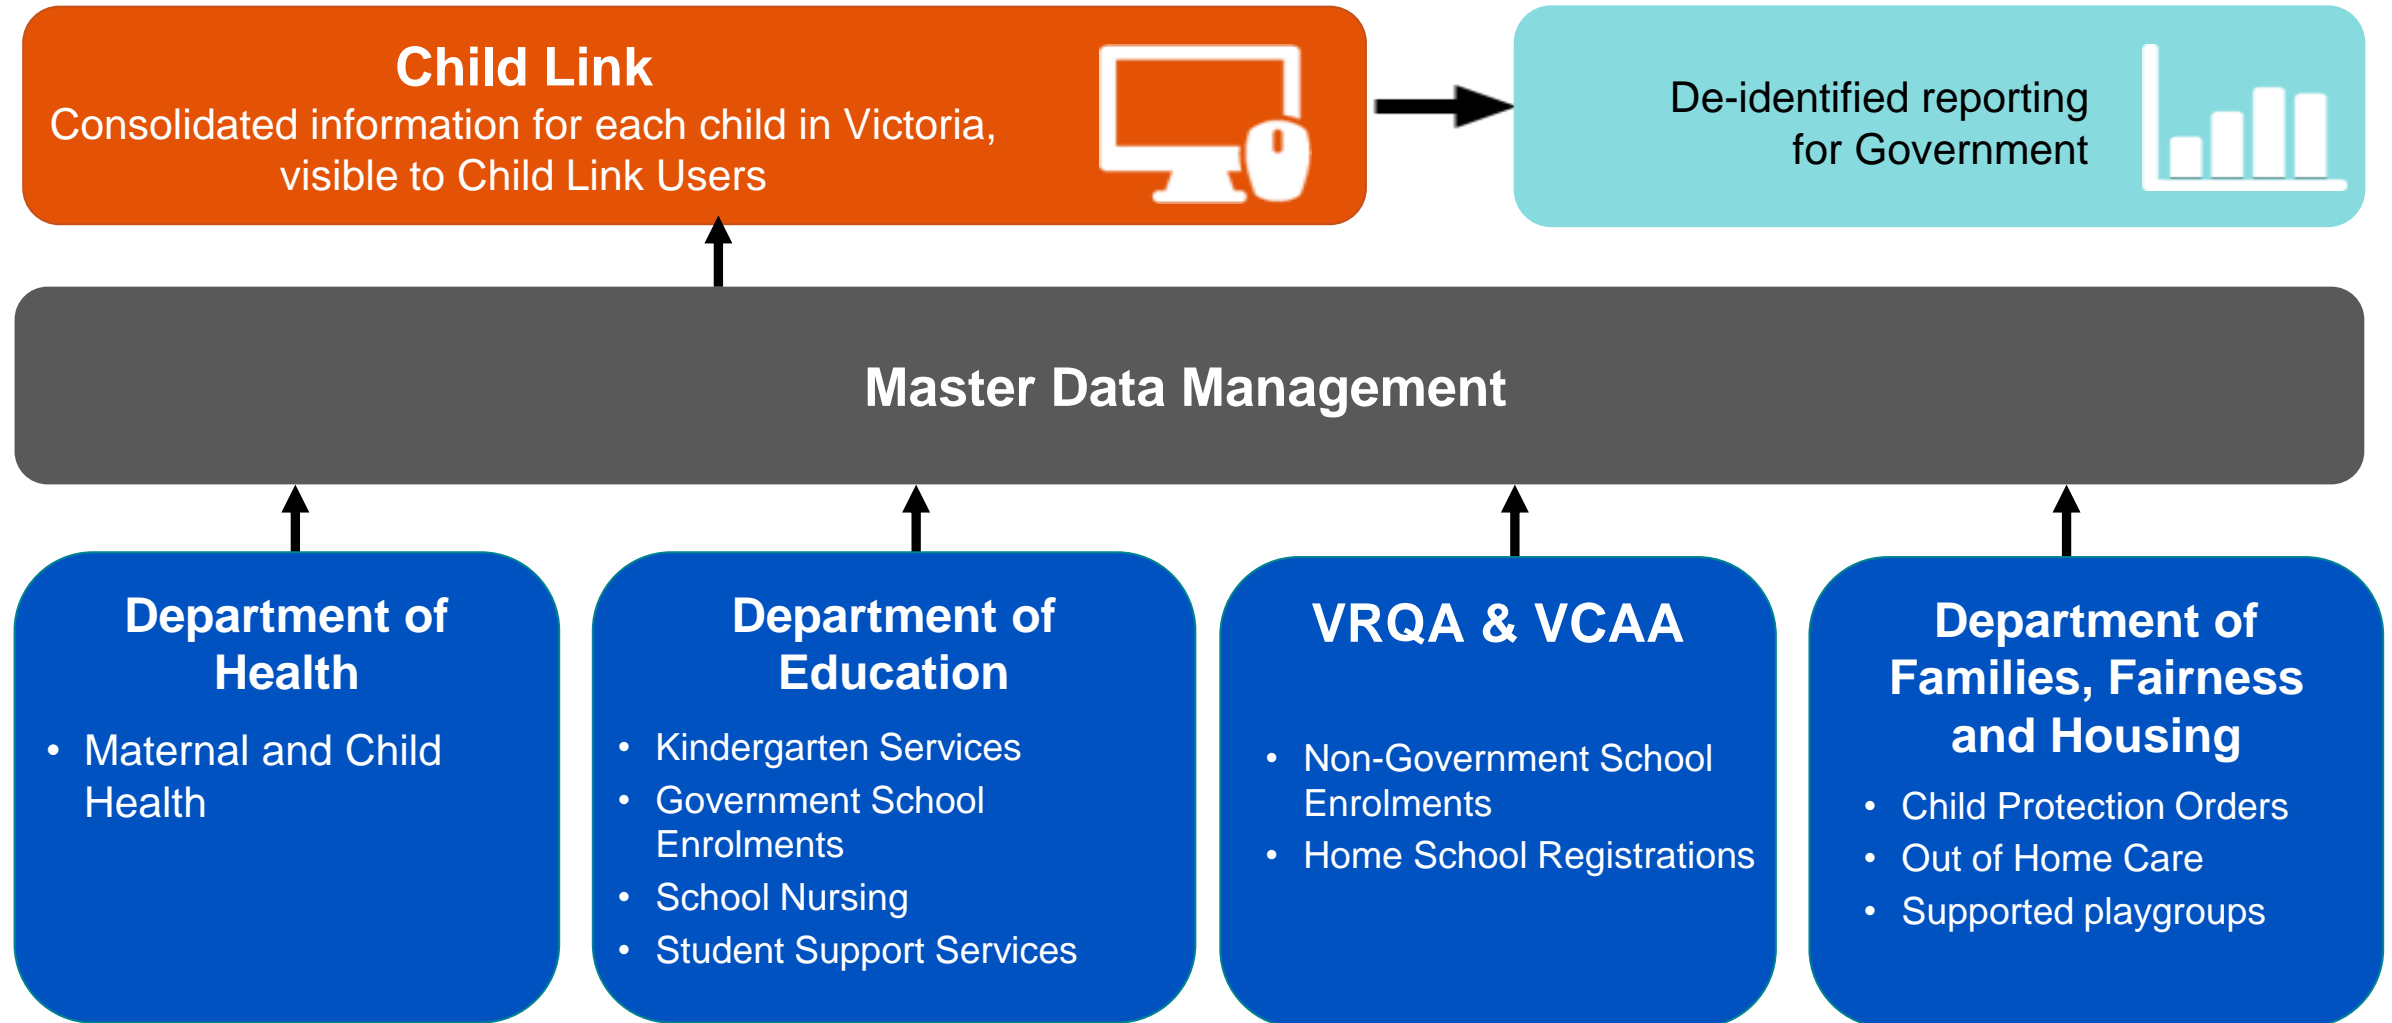 Child Link
Consolidated information for each child in Victoria,
visible to Child Link Users
De-identified reporting
for Government
Master Data Management
Department of
Health
• Maternal and Child
Health
Department of
Education
• Kindergarten Services
• Government School
Enrolments
• School Nursing
• Student Support Services
VRQA & VCAA
• Non-Government School
Enrolments
• Home School Registrations
Department of
Families, Fairness
and Housing
• Child Protection Orders
• Out of Home Care
• Supported playgroups